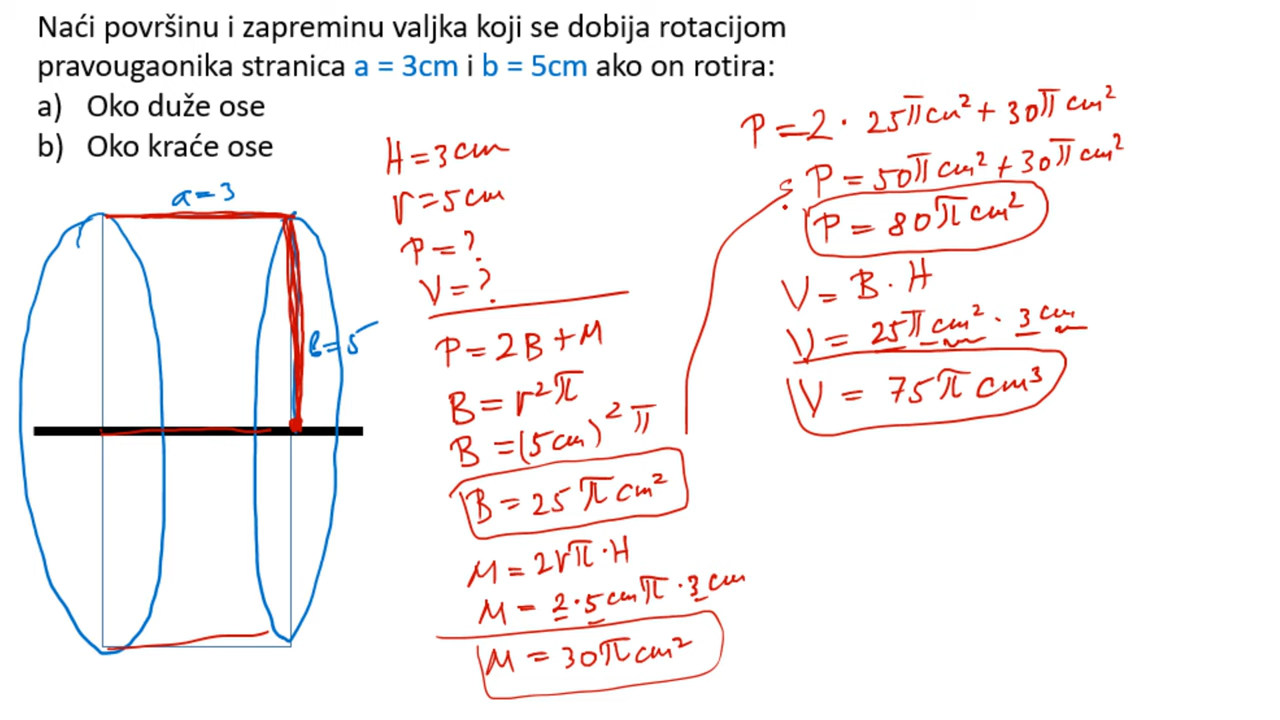 Naći površinu i zapreminu valjka koji se dobija rotacijom
pravougaonika stranica a = 3cm i b = 5cm ako on rotira:
a) Oko duže ose
b) Oko kraće ose
a=3
b=5
H=3cm
r=5cm
P=?
V=?
P=2B+M
B=r²π
B=(5cm)²π
B=25πcm²
M=2rπ·H
M=2·5cmπ·3cm
M=30πcm²
P=2·25πcm²+30πcm²
P=50πcm²+30πcm²
P=80πcm²
V=B·H
V=25πcm²·3cm
V=75πcm³